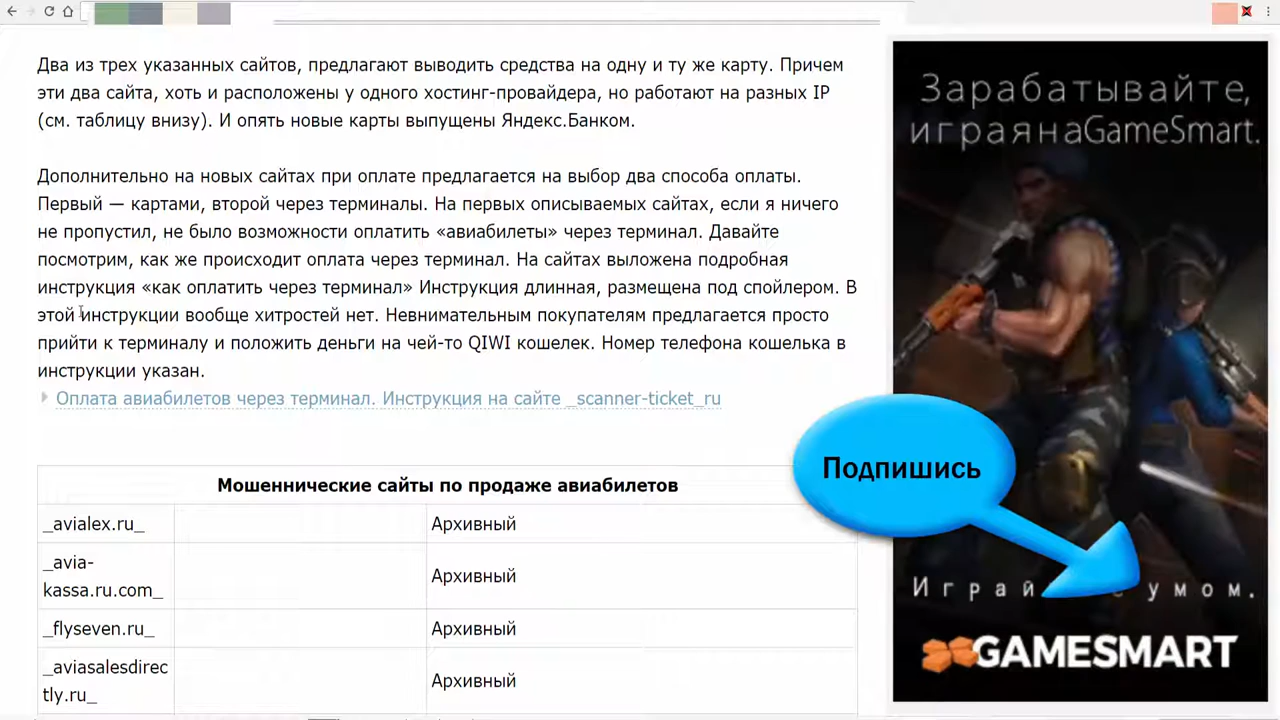 Два из трех указанных сайтов, предлагают выводить средства на одну и ту же карту. Причем
эти два сайта, хоть и расположены у одного хостинг-провайдера, но работают на разных IP
(см. таблицу внизу). И опять новые карты выпущены Яндекс.Банком.
Дополнительно на новых сайтах при оплате предлагается на выбор два способа оплаты.
Первый — картами, второй через терминалы. На первых описываемых сайтах, если я ничего
не пропустил, не было возможности оплатить «авиабилеты» через терминал. Давайте
посмотрим, как же происходит оплата через терминал. На сайтах выложена подробная
инструкция «как оплатить через терминал» Инструкция длинная, размещена под спойлером. В
этой инструкции вообще хитростей нет. Невнимательным покупателям предлагается просто
прийти к терминалу и положить деньги на чей-то QIWI кошелек. Номер телефона кошелька в
инструкции указан.
Оплата авиабилетов через терминал. Инструкция на сайте _scanner-ticket_ru
Мошеннические сайты по продаже авиабилетов
_avialex.ru_ Архивный
_avia-
kassa.ru.com_ Архивный
_flyseven.ru_ Архивный
_aviasalesdirec
tly.ru_ Архивный
Зарабатывайте,
играянаGameSmart.
Подпишись
Играй умом.
GAMESMART